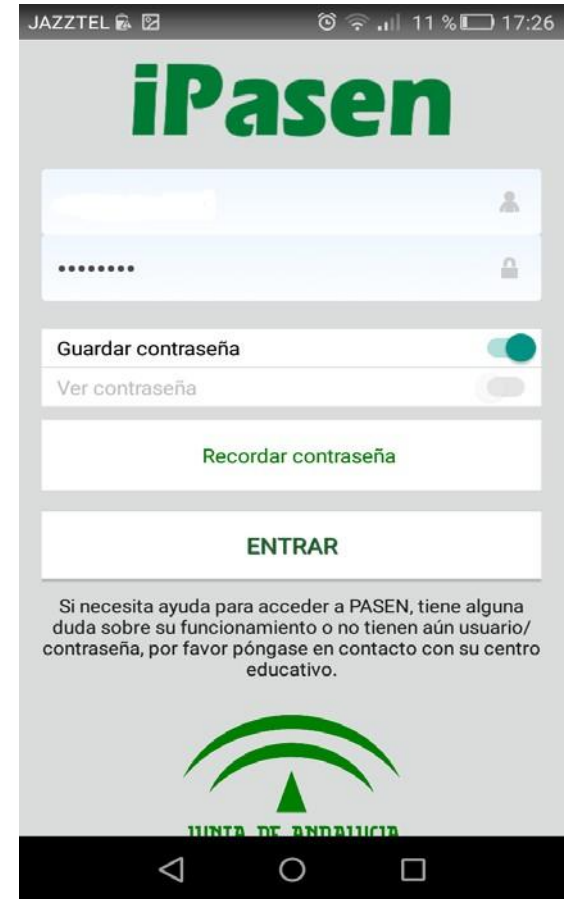 JAZZTEL 11 % 17:26
iPasen
••••••••
Guardar contraseña
Ver contraseña
Recordar contraseña
ENTRAR
Si necesita ayuda para acceder a PASEN, tiene alguna
duda sobre su funcionamiento o no tienen aún usuario/
contraseña, por favor póngase en contacto con su centro
educativo.
JUNTA DE ANDALUCIA